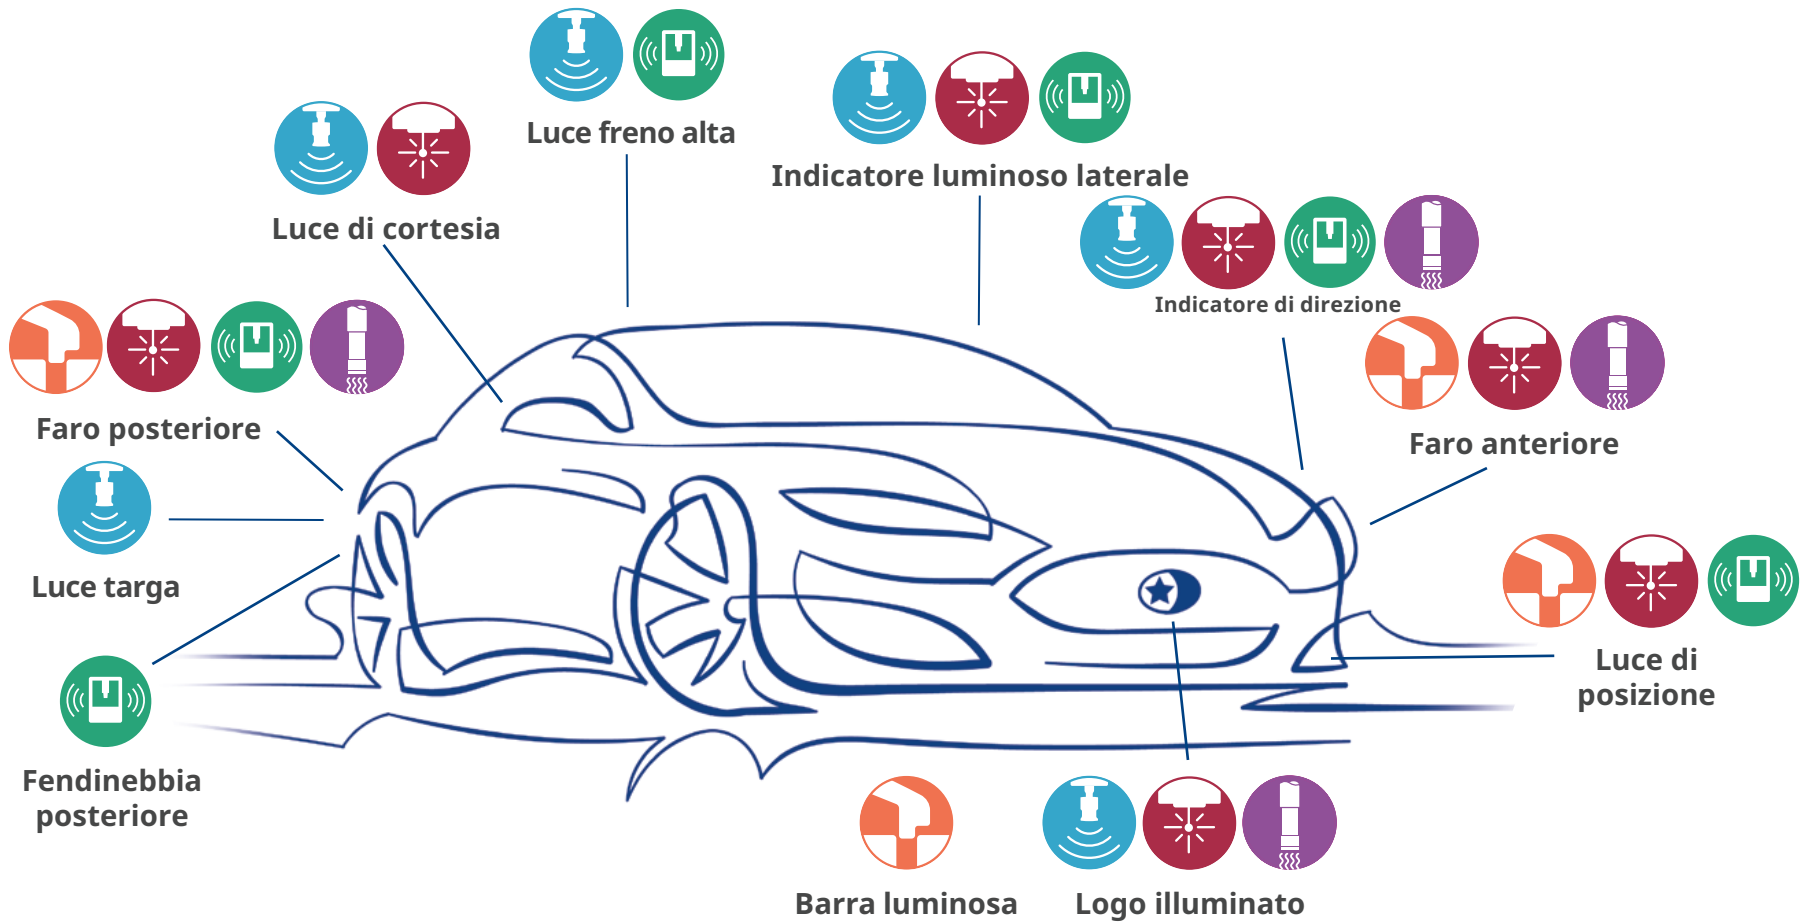 Luce freno alta
Indicatore luminoso laterale
Luce di cortesia
Indicatore di direzione
Faro posteriore
Faro anteriore
Luce targa
Luce di
posizione
Fendinebbia
posteriore
Barra luminosa
Logo illuminato